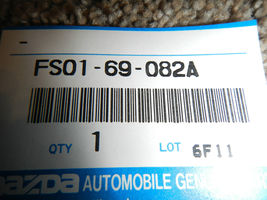 -
FS01-69-082A
QTY 1 LOT 6F11
mazda AUTOMOBILE GEN